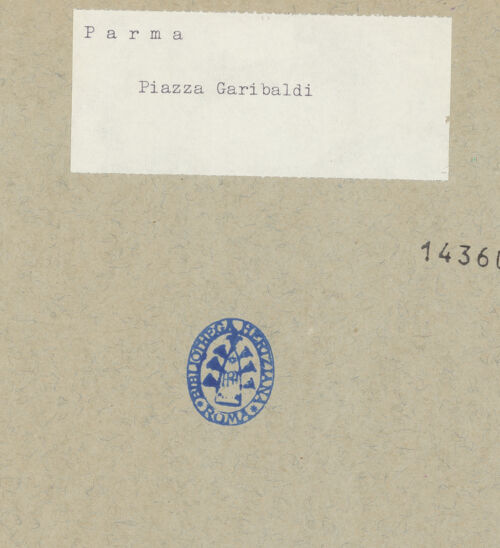 P a r m a
Piazza Garibaldi
1436
BIBLIOTHECA HERTZIANA
ROMA